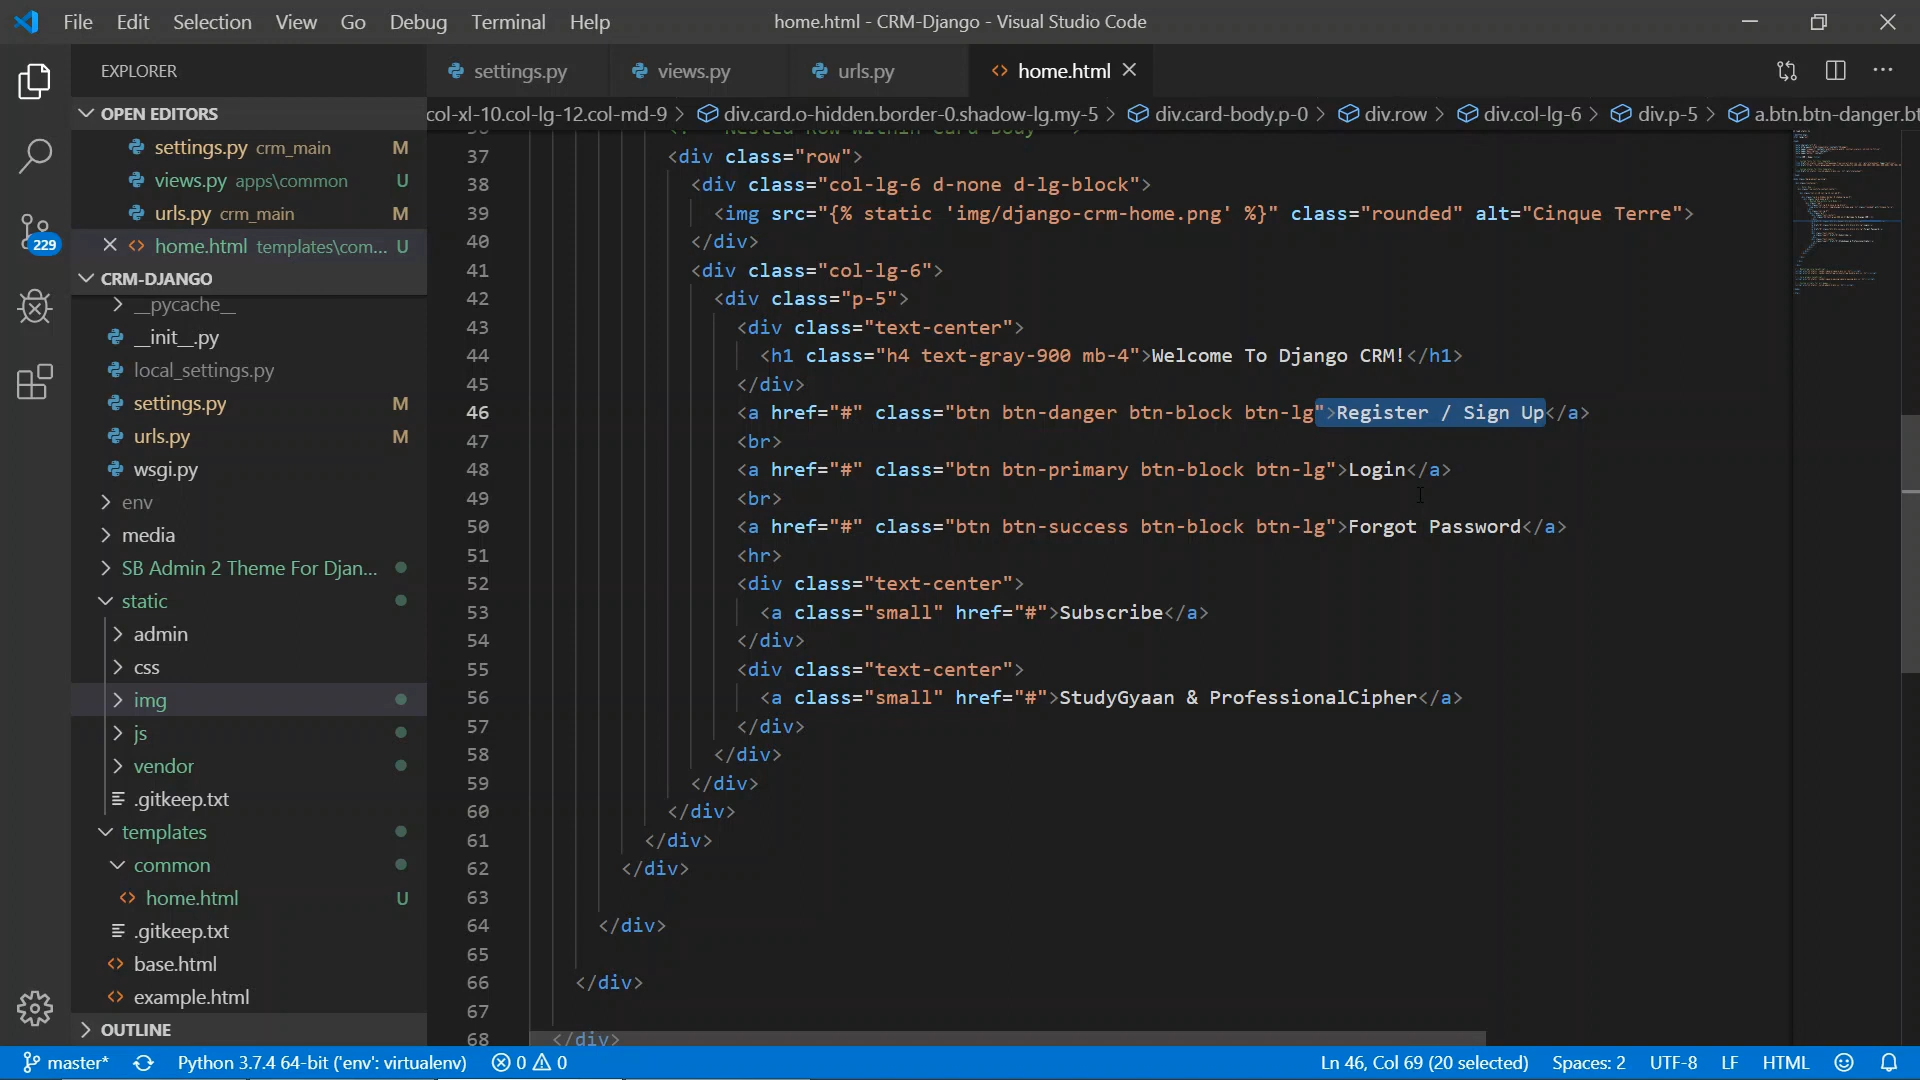 File Edit Selection View Go Debug Terminal Help
home.html - CRM-Django - Visual Studio Code
EXPLORER
settings.py
views.py
urls.py
home.html
OPEN EDITORS
col-xl-10.col-lg-12.col-md-9 > div.card.o-hidden.border-0.shadow-lg.my-5 > div.card-body.p-0 > div.row > div.col-lg-6 > div.p-5 > a.btn.btn-danger.bt
settings.py crm_main M
views.py apps\common U
urls.py crm_main M
home.html templates\com... U
229
CRM-DJANGO
__pycache__
__init__.py
local_settings.py
settings.py M
urls.py M
wsgi.py
env
media
SB Admin 2 Theme For Djan...
static
admin
css
img
js
vendor
.gitkeep.txt
templates
common
home.html U
.gitkeep.txt
base.html
example.html
OUTLINE
37 <div class="row">
38 <div class="col-lg-6 d-none d-lg-block">
39 <img src="{% static 'img/django-crm-home.png' %}" class="rounded" alt="Cinque Terre">
40 </div>
41 <div class="col-lg-6">
42 <div class="p-5">
43 <div class="text-center">
44 <h1 class="h4 text-gray-900 mb-4">Welcome To Django CRM!</h1>
45 </div>
46 <a href="#" class="btn btn-danger btn-block btn-lg">Register / Sign Up</a>
47 <br>
48 <a href="#" class="btn btn-primary btn-block btn-lg">Login</a>
49 <br>
50 <a href="#" class="btn btn-success btn-block btn-lg">Forgot Password</a>
51 <hr>
52 <div class="text-center">
53 <a class="small" href="#">Subscribe</a>
54 </div>
55 <div class="text-center">
56 <a class="small" href="#">StudyGyaan & ProfessionalCipher</a>
57 </div>
58 </div>
59 </div>
60 </div>
61 </div>
62 </div>
63
64 </div>
65
66 </div>
67
68 </div>
master* Python 3.7.4 64-bit ('env': virtualenv) 0 0 Ln 46, Col 69 (20 selected) Spaces: 2 UTF-8 LF HTML